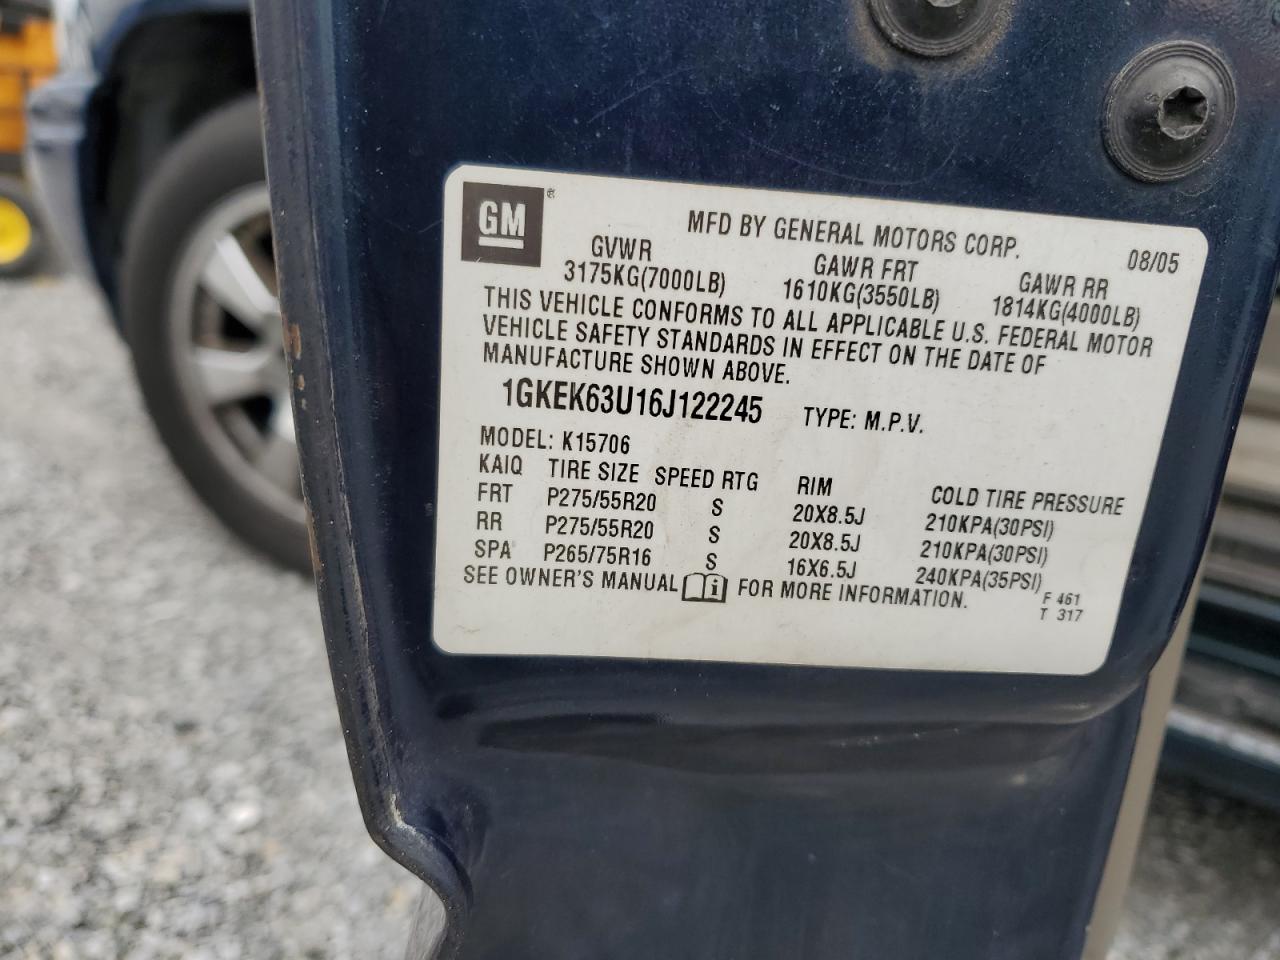 GM ®
MFD BY GENERAL MOTORS CORP. 08/05
GVWR GAWR FRT GAWR RR
3175KG(7000LB) 1610KG(3550LB) 1814KG(4000LB)
THIS VEHICLE CONFORMS TO ALL APPLICABLE U.S. FEDERAL MOTOR
VEHICLE SAFETY STANDARDS IN EFFECT ON THE DATE OF
MANUFACTURE SHOWN ABOVE.
1GKEK63U16J122245 TYPE: M.P.V.
MODEL: K15706
KAIQ TIRE SIZE SPEED RTG RIM COLD TIRE PRESSURE
FRT P275/55R20 S 20X8.5J 210KPA(30PSI)
RR P275/55R20 S 20X8.5J 210KPA(30PSI)
SPA P265/75R16 S 16X6.5J 240KPA(35PSI)
SEE OWNER'S MANUAL i FOR MORE INFORMATION. F 461
T 317